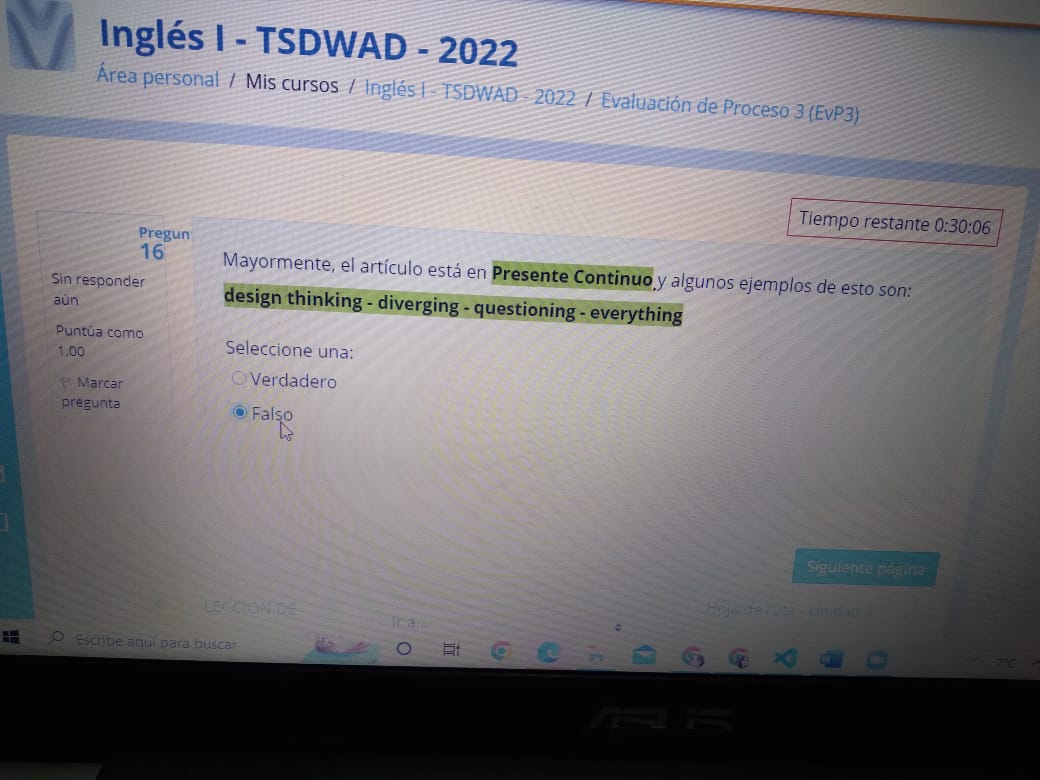 Inglés I - TSDWAD - 2022
Área personal / Mis cursos / Inglés I - TSDWAD - 2022 / Evaluación de Proceso 3 (EvP3)
Tiempo restante 0:30:06
Pregun
16
Sin responder
aún
Puntúa como
1,00
Marcar
pregunta
Mayormente, el artículo está en Presente Continuo, y algunos ejemplos de esto son:
design thinking - diverging - questioning - everything
Seleccione una:
Verdadero
Falso
Siguiente página
LECCIÓN DE
Ir a...
Hoja de ruta - Unidad 4
Escribe aquí para buscar
7°C
ASUS